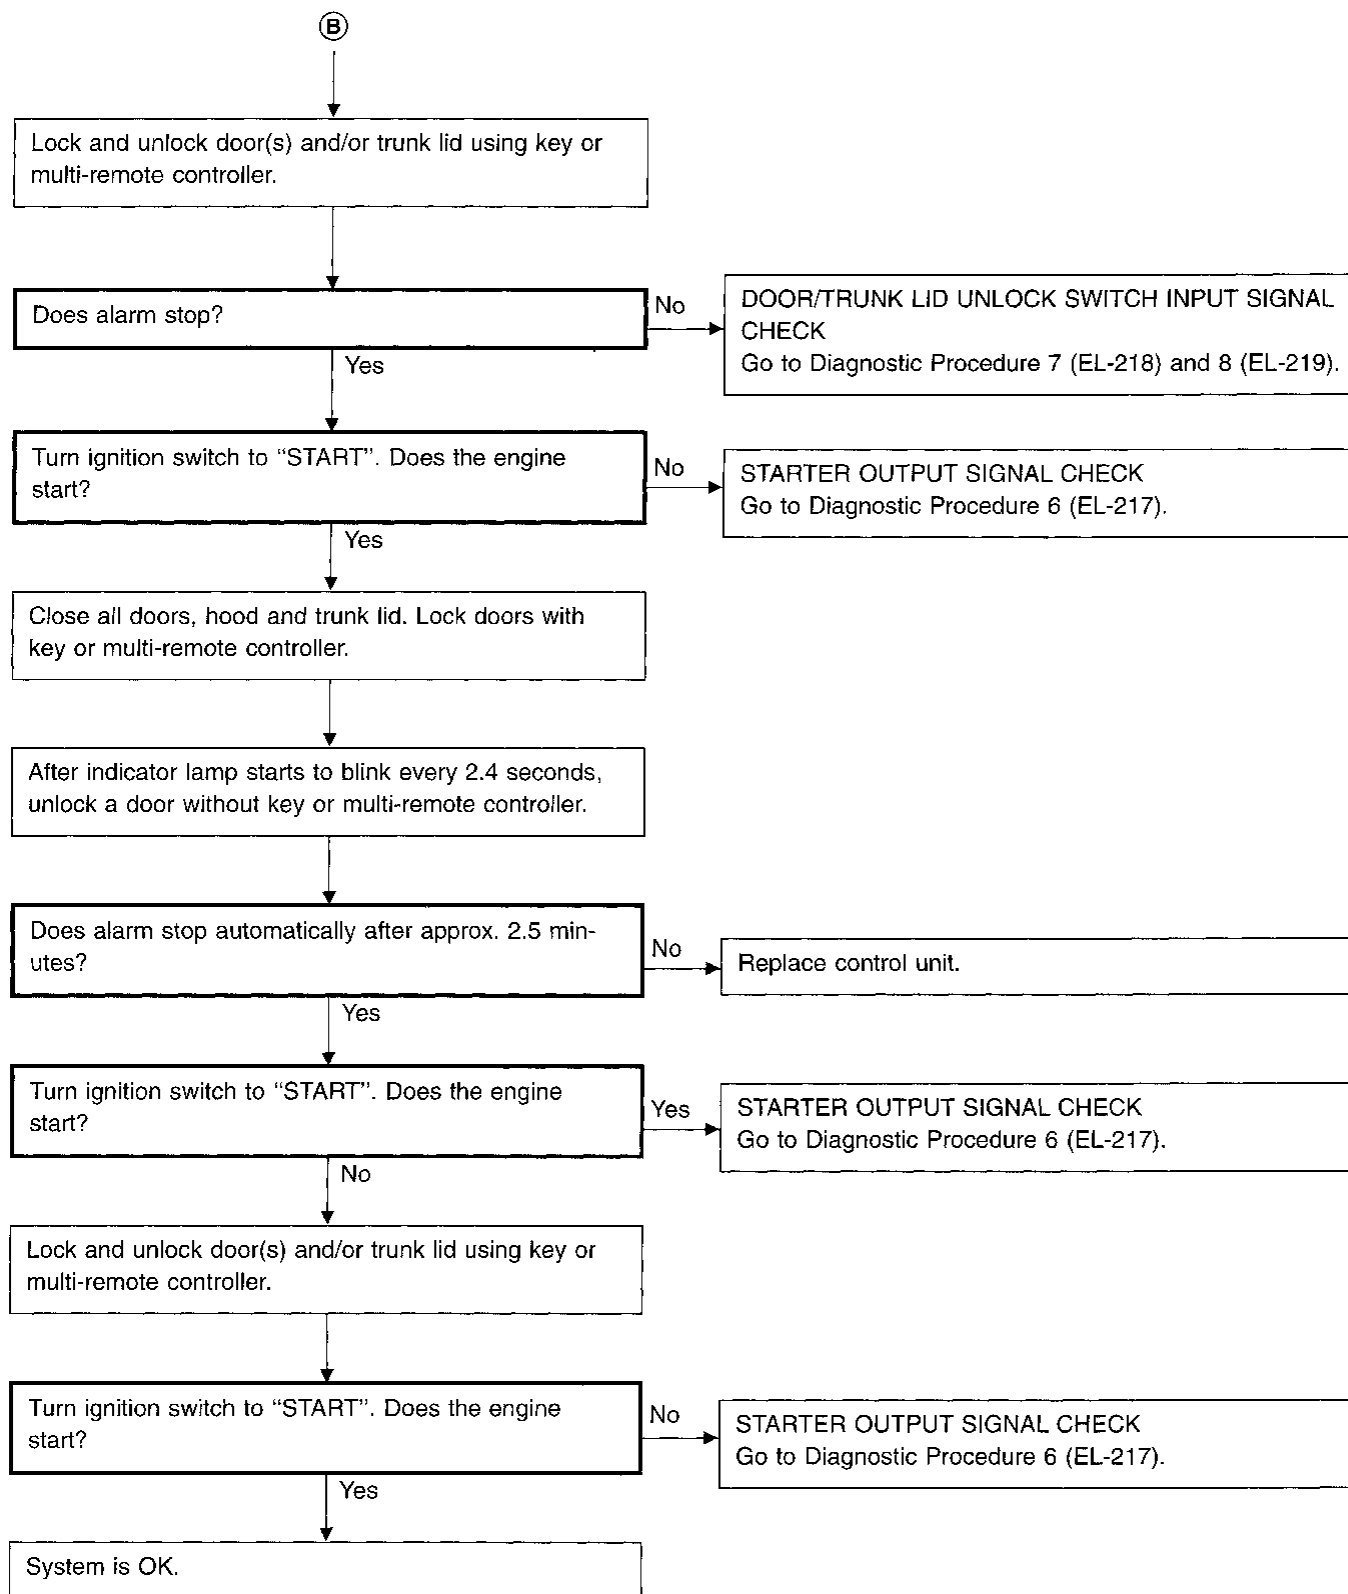 B
Lock and unlock door(s) and/or trunk lid using key or
multi-remote controller.
Does alarm stop?
No
DOOR/TRUNK LID UNLOCK SWITCH INPUT SIGNAL
CHECK
Go to Diagnostic Procedure 7 (EL-218) and 8 (EL-219).
Yes
Turn ignition switch to “START”. Does the engine
start?
No
STARTER OUTPUT SIGNAL CHECK
Go to Diagnostic Procedure 6 (EL-217).
Yes
Close all doors, hood and trunk lid. Lock doors with
key or multi-remote controller.
After indicator lamp starts to blink every 2.4 seconds,
unlock a door without key or multi-remote controller.
Does alarm stop automatically after approx. 2.5 min-
utes?
No
Replace control unit.
Yes
Turn ignition switch to “START”. Does the engine
start?
Yes
STARTER OUTPUT SIGNAL CHECK
Go to Diagnostic Procedure 6 (EL-217).
No
Lock and unlock door(s) and/or trunk lid using key or
multi-remote controller.
Turn ignition switch to “START”. Does the engine
start?
No
STARTER OUTPUT SIGNAL CHECK
Go to Diagnostic Procedure 6 (EL-217).
Yes
System is OK.